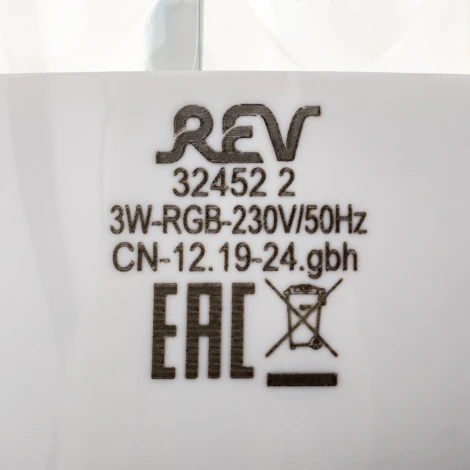 REV
32452 2
3W-RGB-230V/50Hz
CN-12.19-24.gbh
EAC